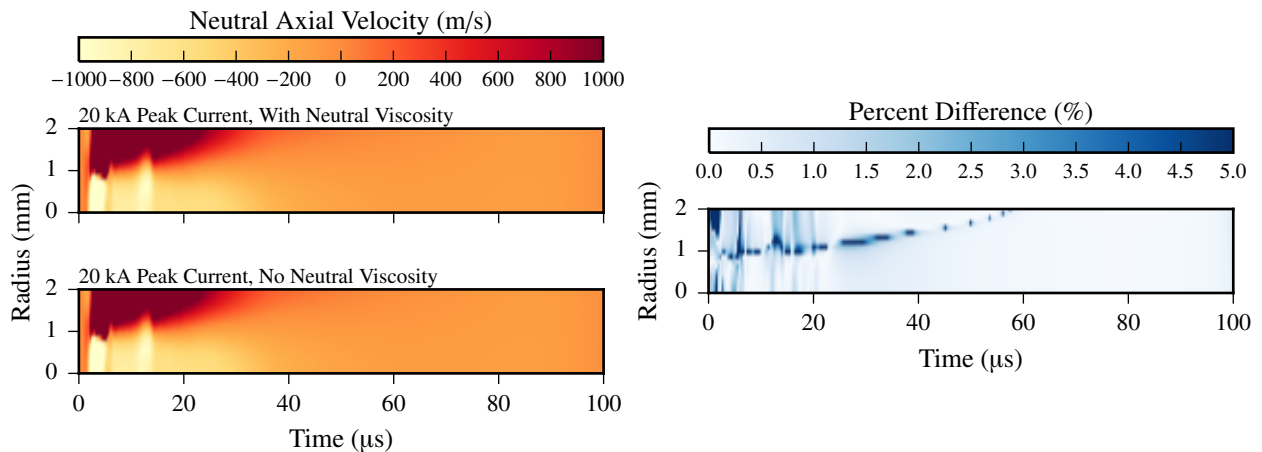 Neutral Axial Velocity (m/s)
−1000−800 −600 −400 −200 0 200 400 600 800 1000
20 kA Peak Current, With Neutral Viscosity
2
1
0
20 kA Peak Current, No Neutral Viscosity
2
1
0
Radius (mm)
0 20 40 60 80 100
Time (μs)
Percent Difference (%)
0.0 0.5 1.0 1.5 2.0 2.5 3.0 3.5 4.0 4.5 5.0
2
1
0
Radius (mm)
0 20 40 60 80 100
Time (μs)